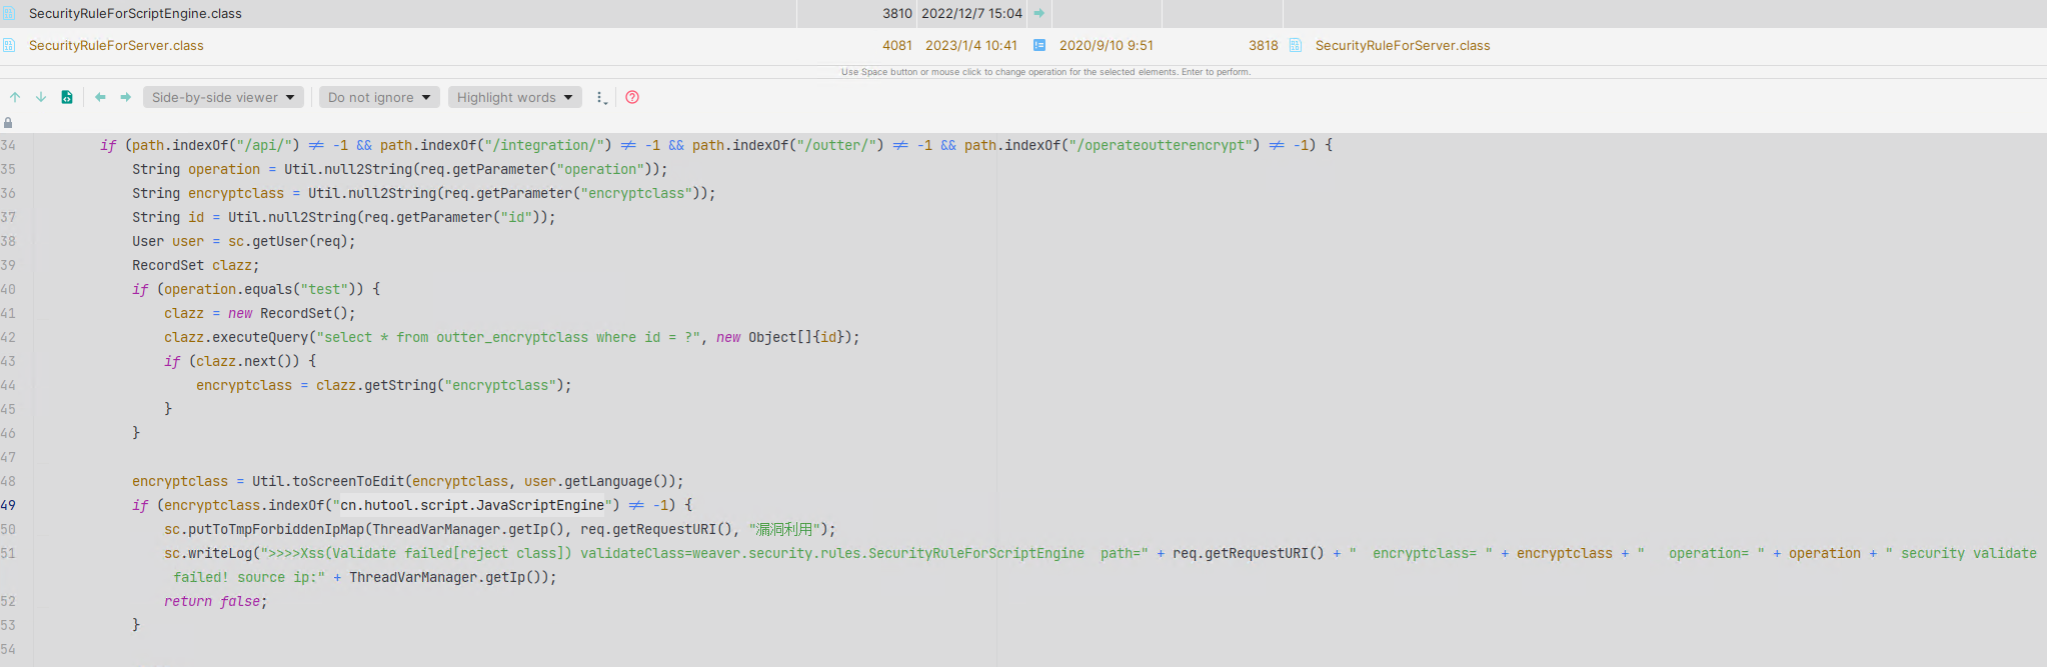 SecurityRuleForScriptEngine.class 3810 2022/12/7 15:04
SecurityRuleForServer.class 4081 2023/1/4 10:41 2020/9/10 9:51 3818 SecurityRuleForServer.class
Use Space button or mouse click to change operation for the selected elements. Enter to perform.
Side-by-side viewer Do not ignore Highlight words
34 if (path.indexOf("/api/") ≠ -1 && path.indexOf("/integration/") ≠ -1 && path.indexOf("/outter/") ≠ -1 && path.indexOf("/operateoutterencrypt") ≠ -1) {
35 String operation = Util.null2String(req.getParameter("operation"));
36 String encryptclass = Util.null2String(req.getParameter("encryptclass"));
37 String id = Util.null2String(req.getParameter("id"));
38 User user = sc.getUser(req);
39 RecordSet clazz;
40 if (operation.equals("test")) {
41 clazz = new RecordSet();
42 clazz.executeQuery("select * from outter_encryptclass where id = ?", new Object[]{id});
43 if (clazz.next()) {
44 encryptclass = clazz.getString("encryptclass");
45 }
46 }
47
48 encryptclass = Util.toScreenToEdit(encryptclass, user.getLanguage());
49 if (encryptclass.indexOf("cn.hutool.script.JavaScriptEngine") ≠ -1) {
50 sc.putToTmpForbiddenIpMap(ThreadVarManager.getIp(), req.getRequestURI(), "漏洞利用");
51 sc.writeLog(">>>>Xss(Validate failed[reject class]) validateClass=weaver.security.rules.SecurityRuleForScriptEngine  path=" + req.getRequestURI() + "  encryptclass= " + encryptclass + "   operation= " + operation + " security validate
failed! source ip:" + ThreadVarManager.getIp());
52 return false;
53 }
54